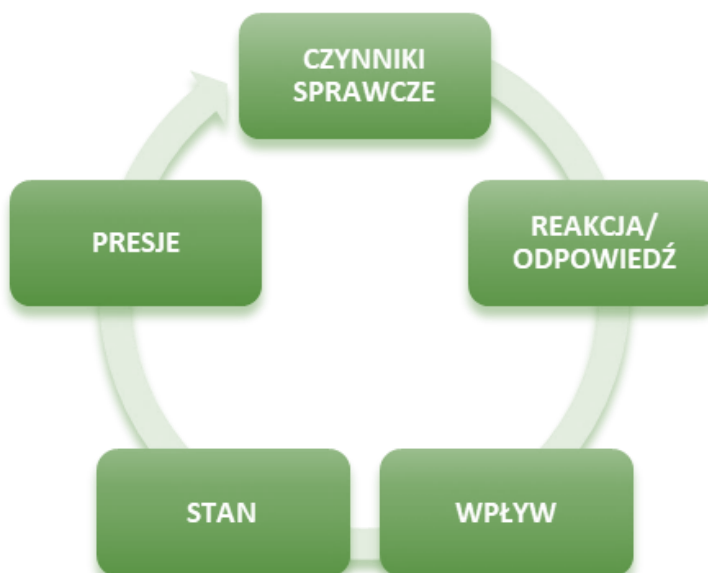 CZYNNIKI
SPRAWCZE
PRESJE
REAKCJA/
ODPOWIEDŹ
STAN
WPŁYW